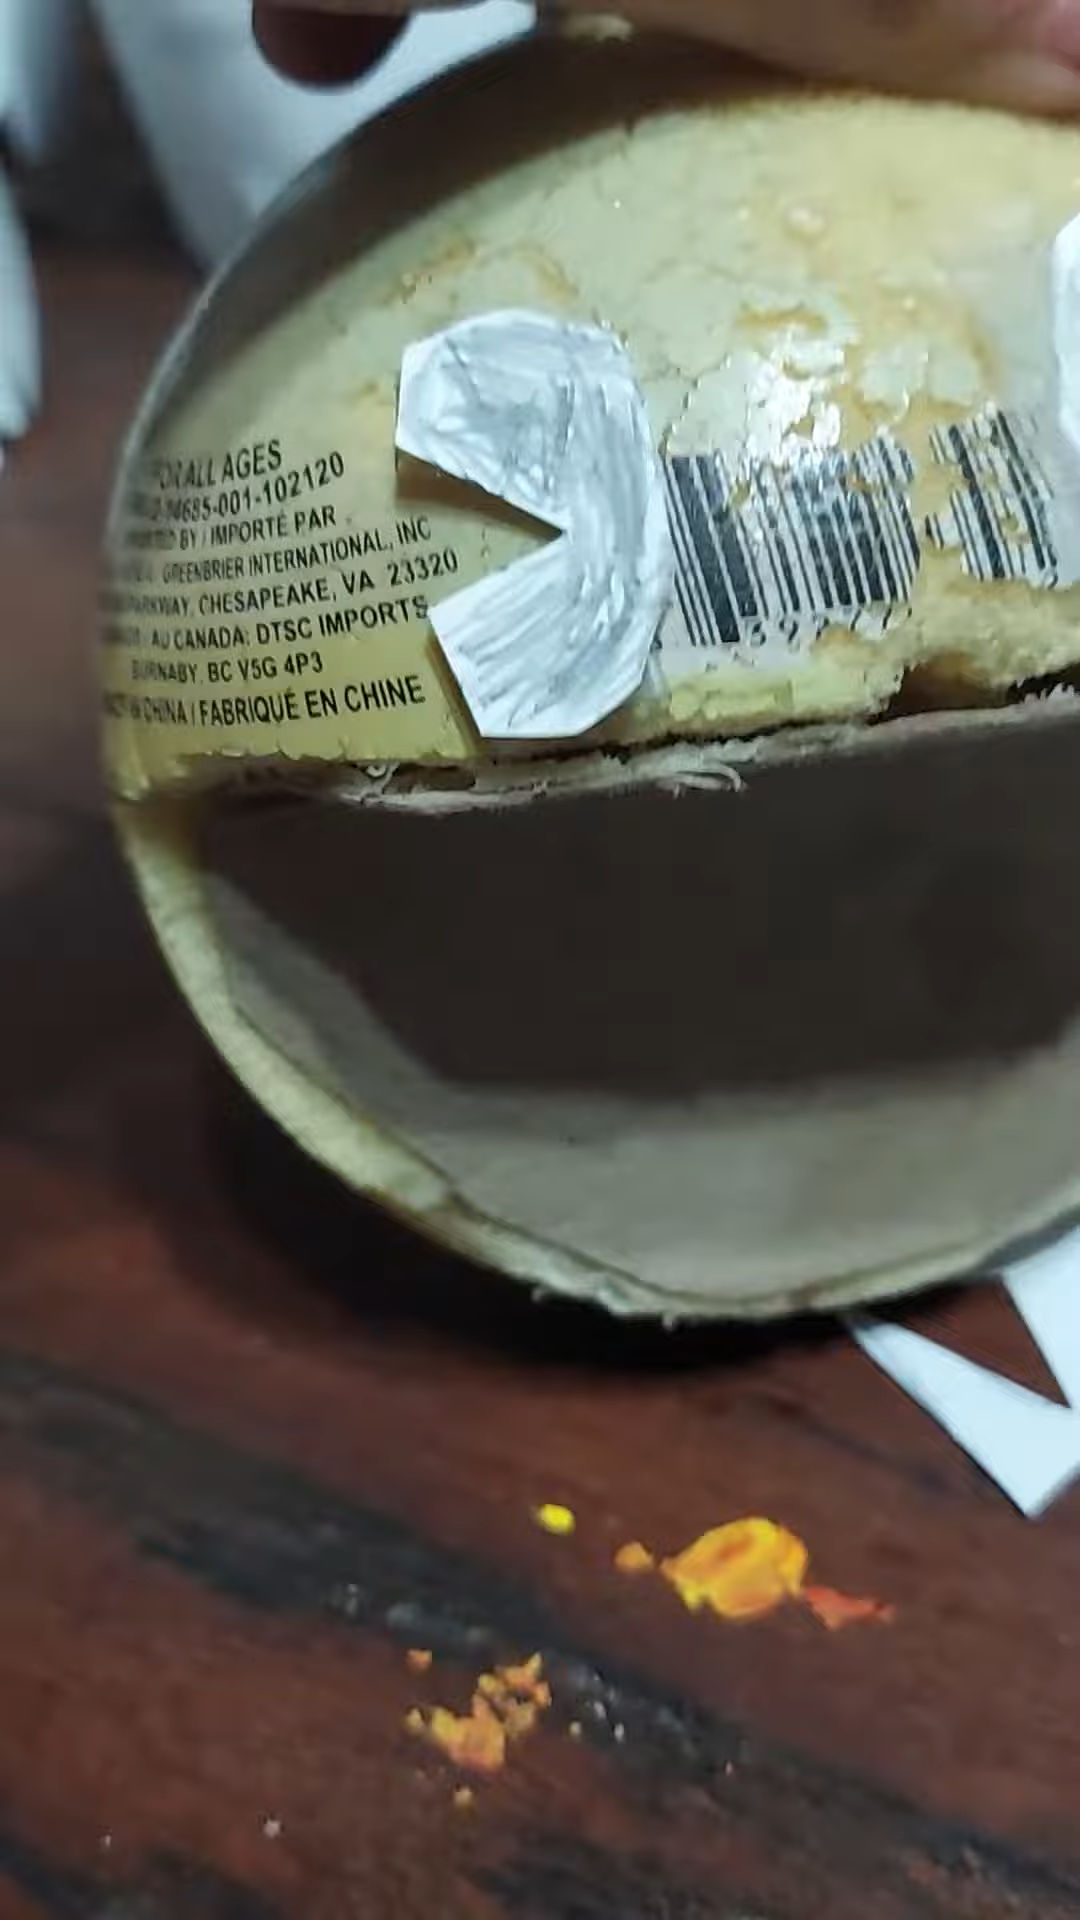 FOR ALL AGES
34685-001-102120
BY / IMPORTÉ PAR
GREENBRIER INTERNATIONAL, INC
PARKWAY, CHESAPEAKE, VA 23320
AU CANADA: DTSC IMPORTS
BURNABY, BC V5G 4P3
CHINA / FABRIQUÉ EN CHINE